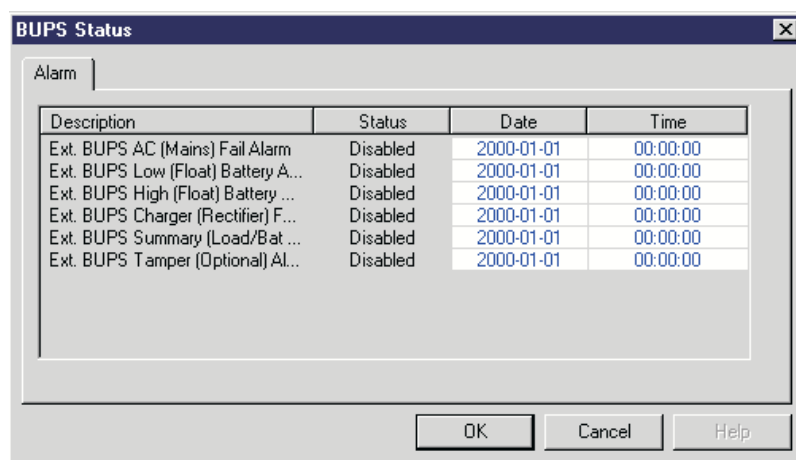 BUPS Status
Alarm
Description Status Date Time
Ext. BUPS AC (Mains) Fail Alarm Disabled 2000-01-01 00:00:00
Ext. BUPS Low (Float) Battery A... Disabled 2000-01-01 00:00:00
Ext. BUPS High (Float) Battery ... Disabled 2000-01-01 00:00:00
Ext. BUPS Charger (Rectifier) F... Disabled 2000-01-01 00:00:00
Ext. BUPS Summary (Load/Bat ... Disabled 2000-01-01 00:00:00
Ext. BUPS Tamper (Optional) Al... Disabled 2000-01-01 00:00:00
OK Cancel Help